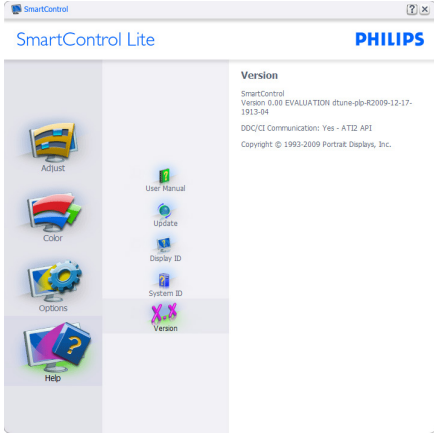 SmartControl
SmartControl Lite
PHILIPS
Adjust
Color
Options
Help
User Manual
Update
Display ID
System ID
X.X
Version
Version
SmartControl
Version 0.00 EVALUATION dtune-plp-R2009-12-17-
1913-04
DDC/CI Communication: Yes - ATI2 API
Copyright © 1993-2009 Portrait Displays, Inc.